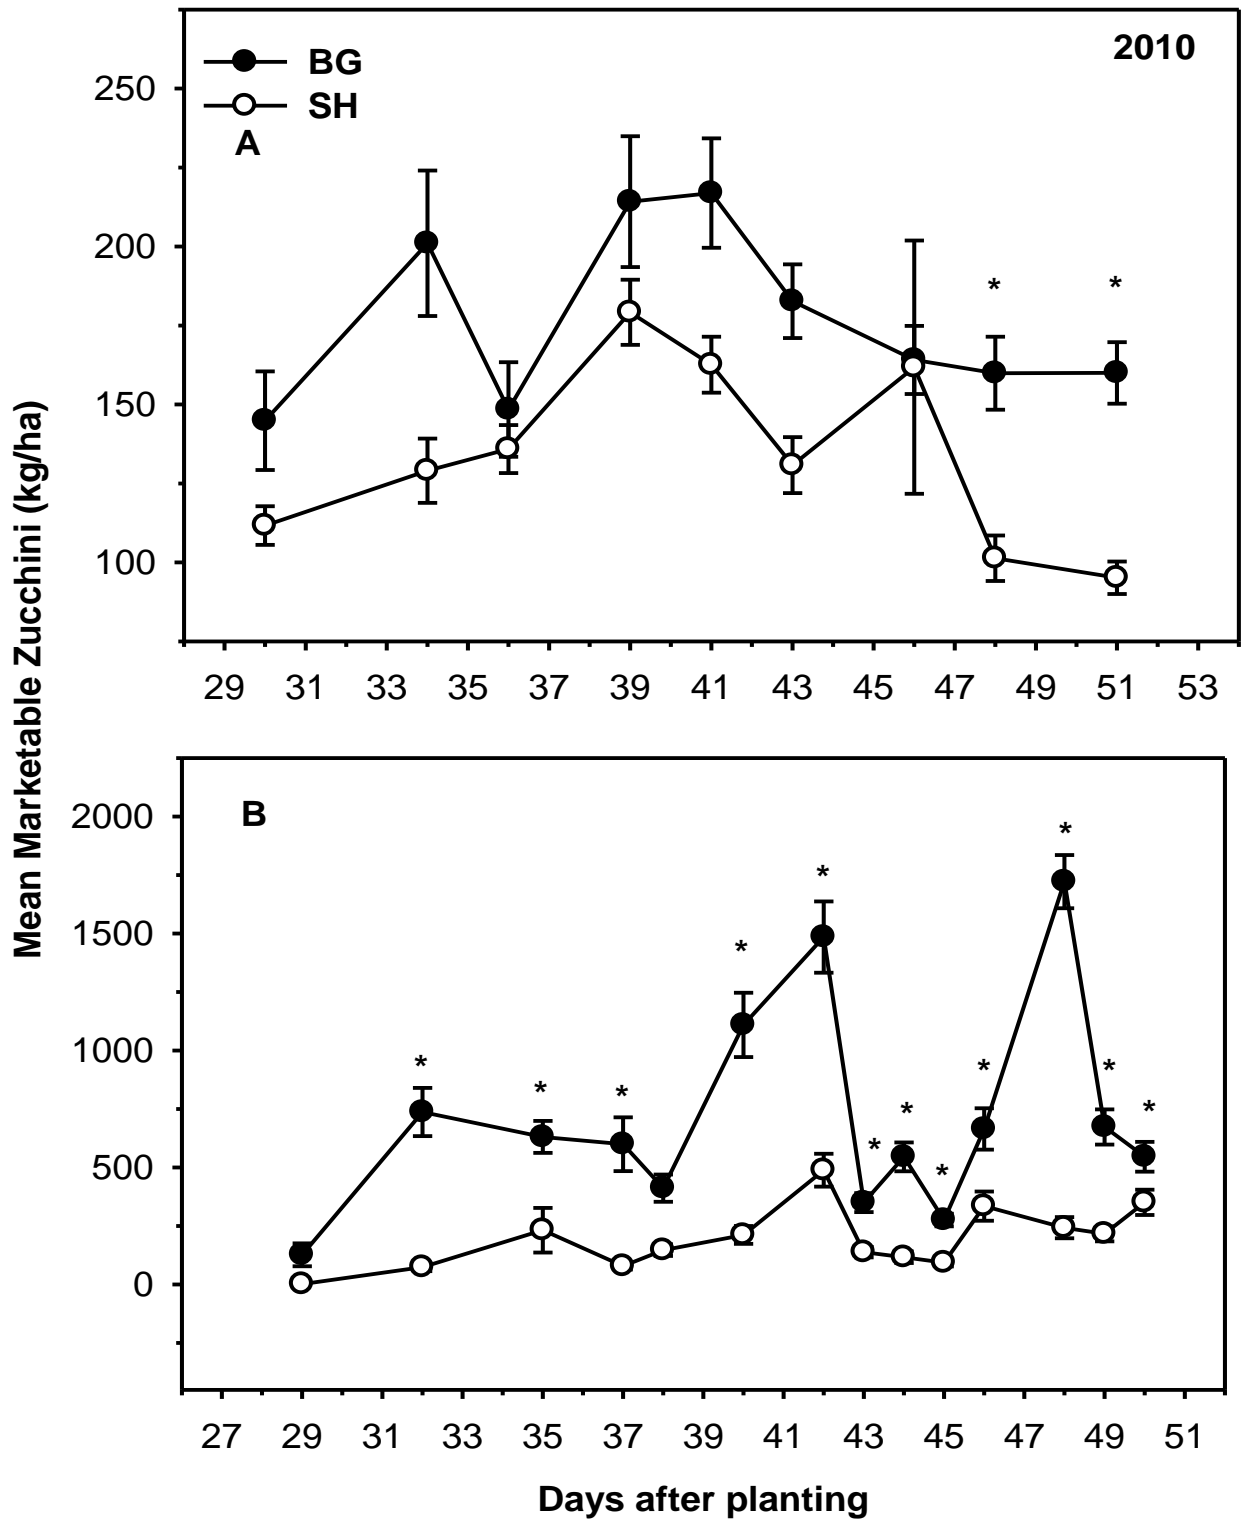 BG
2010
SH
A
250
200
* *
150
100
29 31 33 35 37 39 41 43 45 47 49 51 53
Mean Marketable Zucchini (kg/ha)
B
2000
*
*
1500
*
1000
* * * * * *
* *
* *
500
0
27 29 31 33 35 37 39 41 43 45 47 49 51
Days after planting